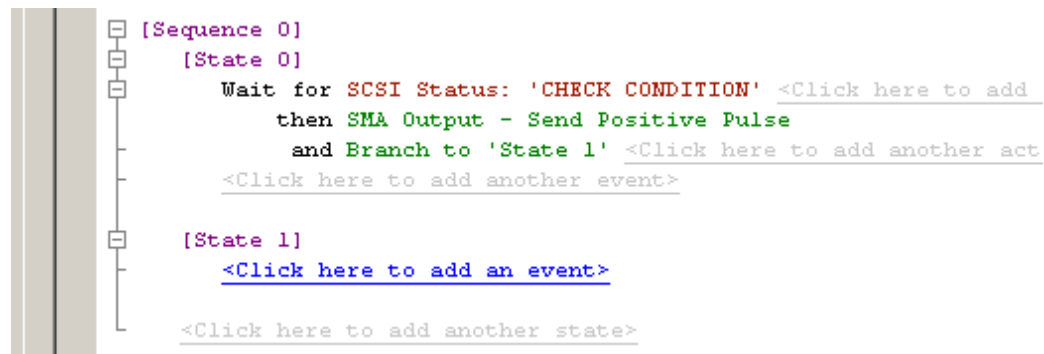 [Sequence 0]
[State 0]
Wait for SCSI Status: 'CHECK CONDITION' <Click here to add
then SMA Output - Send Positive Pulse
and Branch to 'State 1' <Click here to add another act
<Click here to add another event>
[State 1]
<Click here to add an event>
<Click here to add another state>